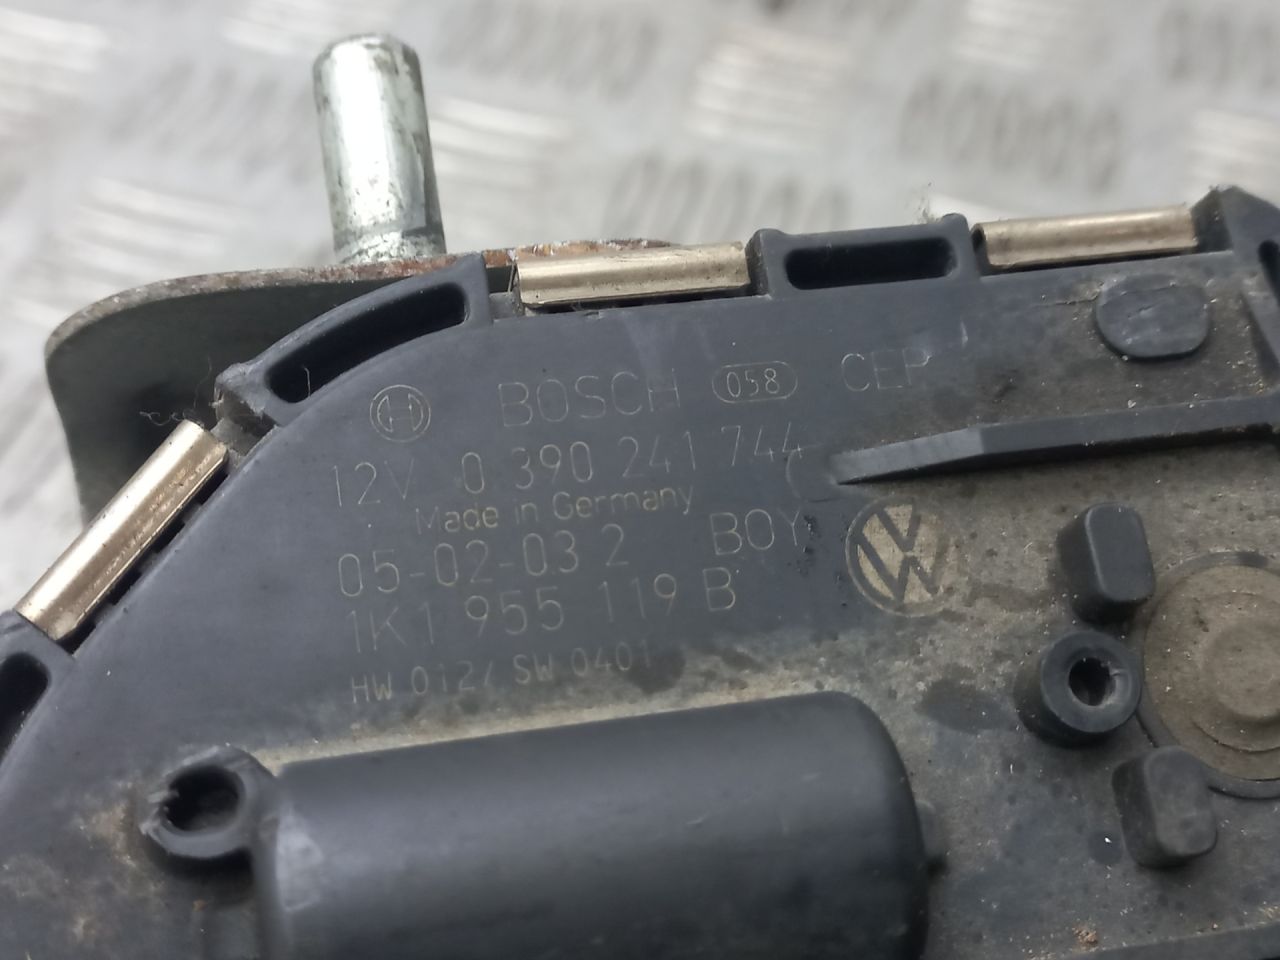 BOSCH 058 CEP
12V 0 390 241 744
Made in Germany
05-02-03 2 BOY
1K1 955 119 B
HW 012/ SW 0401